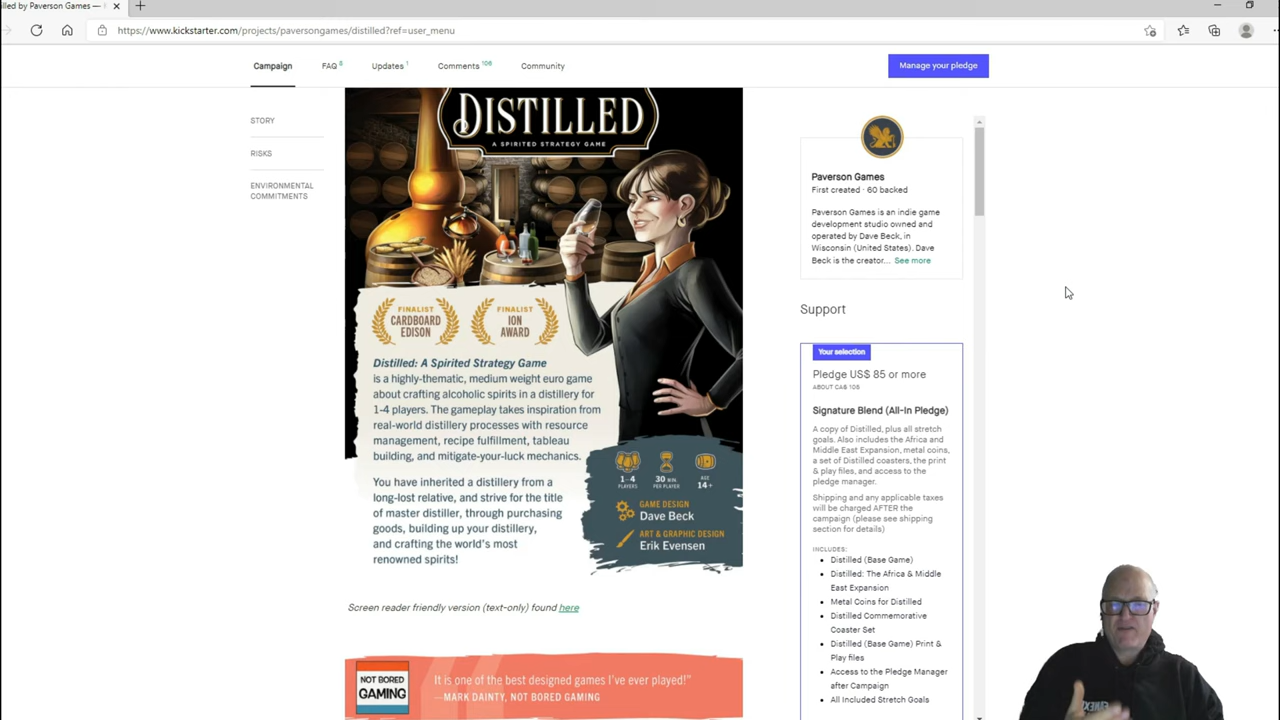 illed by Paverson Games —
https://www.kickstarter.com/projects/paversongames/distilled?ref=user_menu
Campaign
FAQ 8
Updates 1
Comments 106
Community
Manage your pledge
STORY
RISKS
ENVIRONMENTAL
COMMITMENTS
DISTILLED
A SPIRITED STRATEGY GAME
FINALIST
CARDBOARD
EDISON
FINALIST
ION
AWARD
Distilled: A Spirited Strategy Game
is a highly-thematic, medium weight euro game
about crafting alcoholic spirits in a distillery for
1-4 players. The gameplay takes inspiration from
real-world distillery processes with resource
management, recipe fulfillment, tableau
building, and mitigate-your-luck mechanics.
You have inherited a distillery from a
long-lost relative, and strive for the title
of master distiller, through purchasing
goods, building up your distillery,
and crafting the world's most
renowned spirits!
1-4
PLAYERS
30 MIN.
PER PLAYER
AGE
14+
GAME DESIGN
Dave Beck
ART & GRAPHIC DESIGN
Erik Evensen
Screen reader friendly version (text-only) found here
NOT BORED
GAMING
It is one of the best designed games I've ever played!"
—MARK DAINTY, NOT BORED GAMING
Paverson Games
First created · 60 backed
Paverson Games is an indie game
development studio owned and
operated by Dave Beck, in
Wisconsin (United States). Dave
Beck is the creator... See more
Support
Your selection
Pledge US$ 85 or more
ABOUT CA$ 105
Signature Blend (All-In Pledge)
A copy of Distilled, plus all stretch
goals. Also includes the Africa and
Middle East Expansion, metal coins,
a set of Distilled coasters, the print
& play files, and access to the
pledge manager.
Shipping and any applicable taxes
will be charged AFTER the
campaign (please see shipping
section for details)
INCLUDES:
Distilled (Base Game)
Distilled: The Africa & Middle
East Expansion
Metal Coins for Distilled
Distilled Commemorative
Coaster Set
Distilled (Base Game) Print &
Play files
Access to the Pledge Manager
after Campaign
All Included Stretch Goals